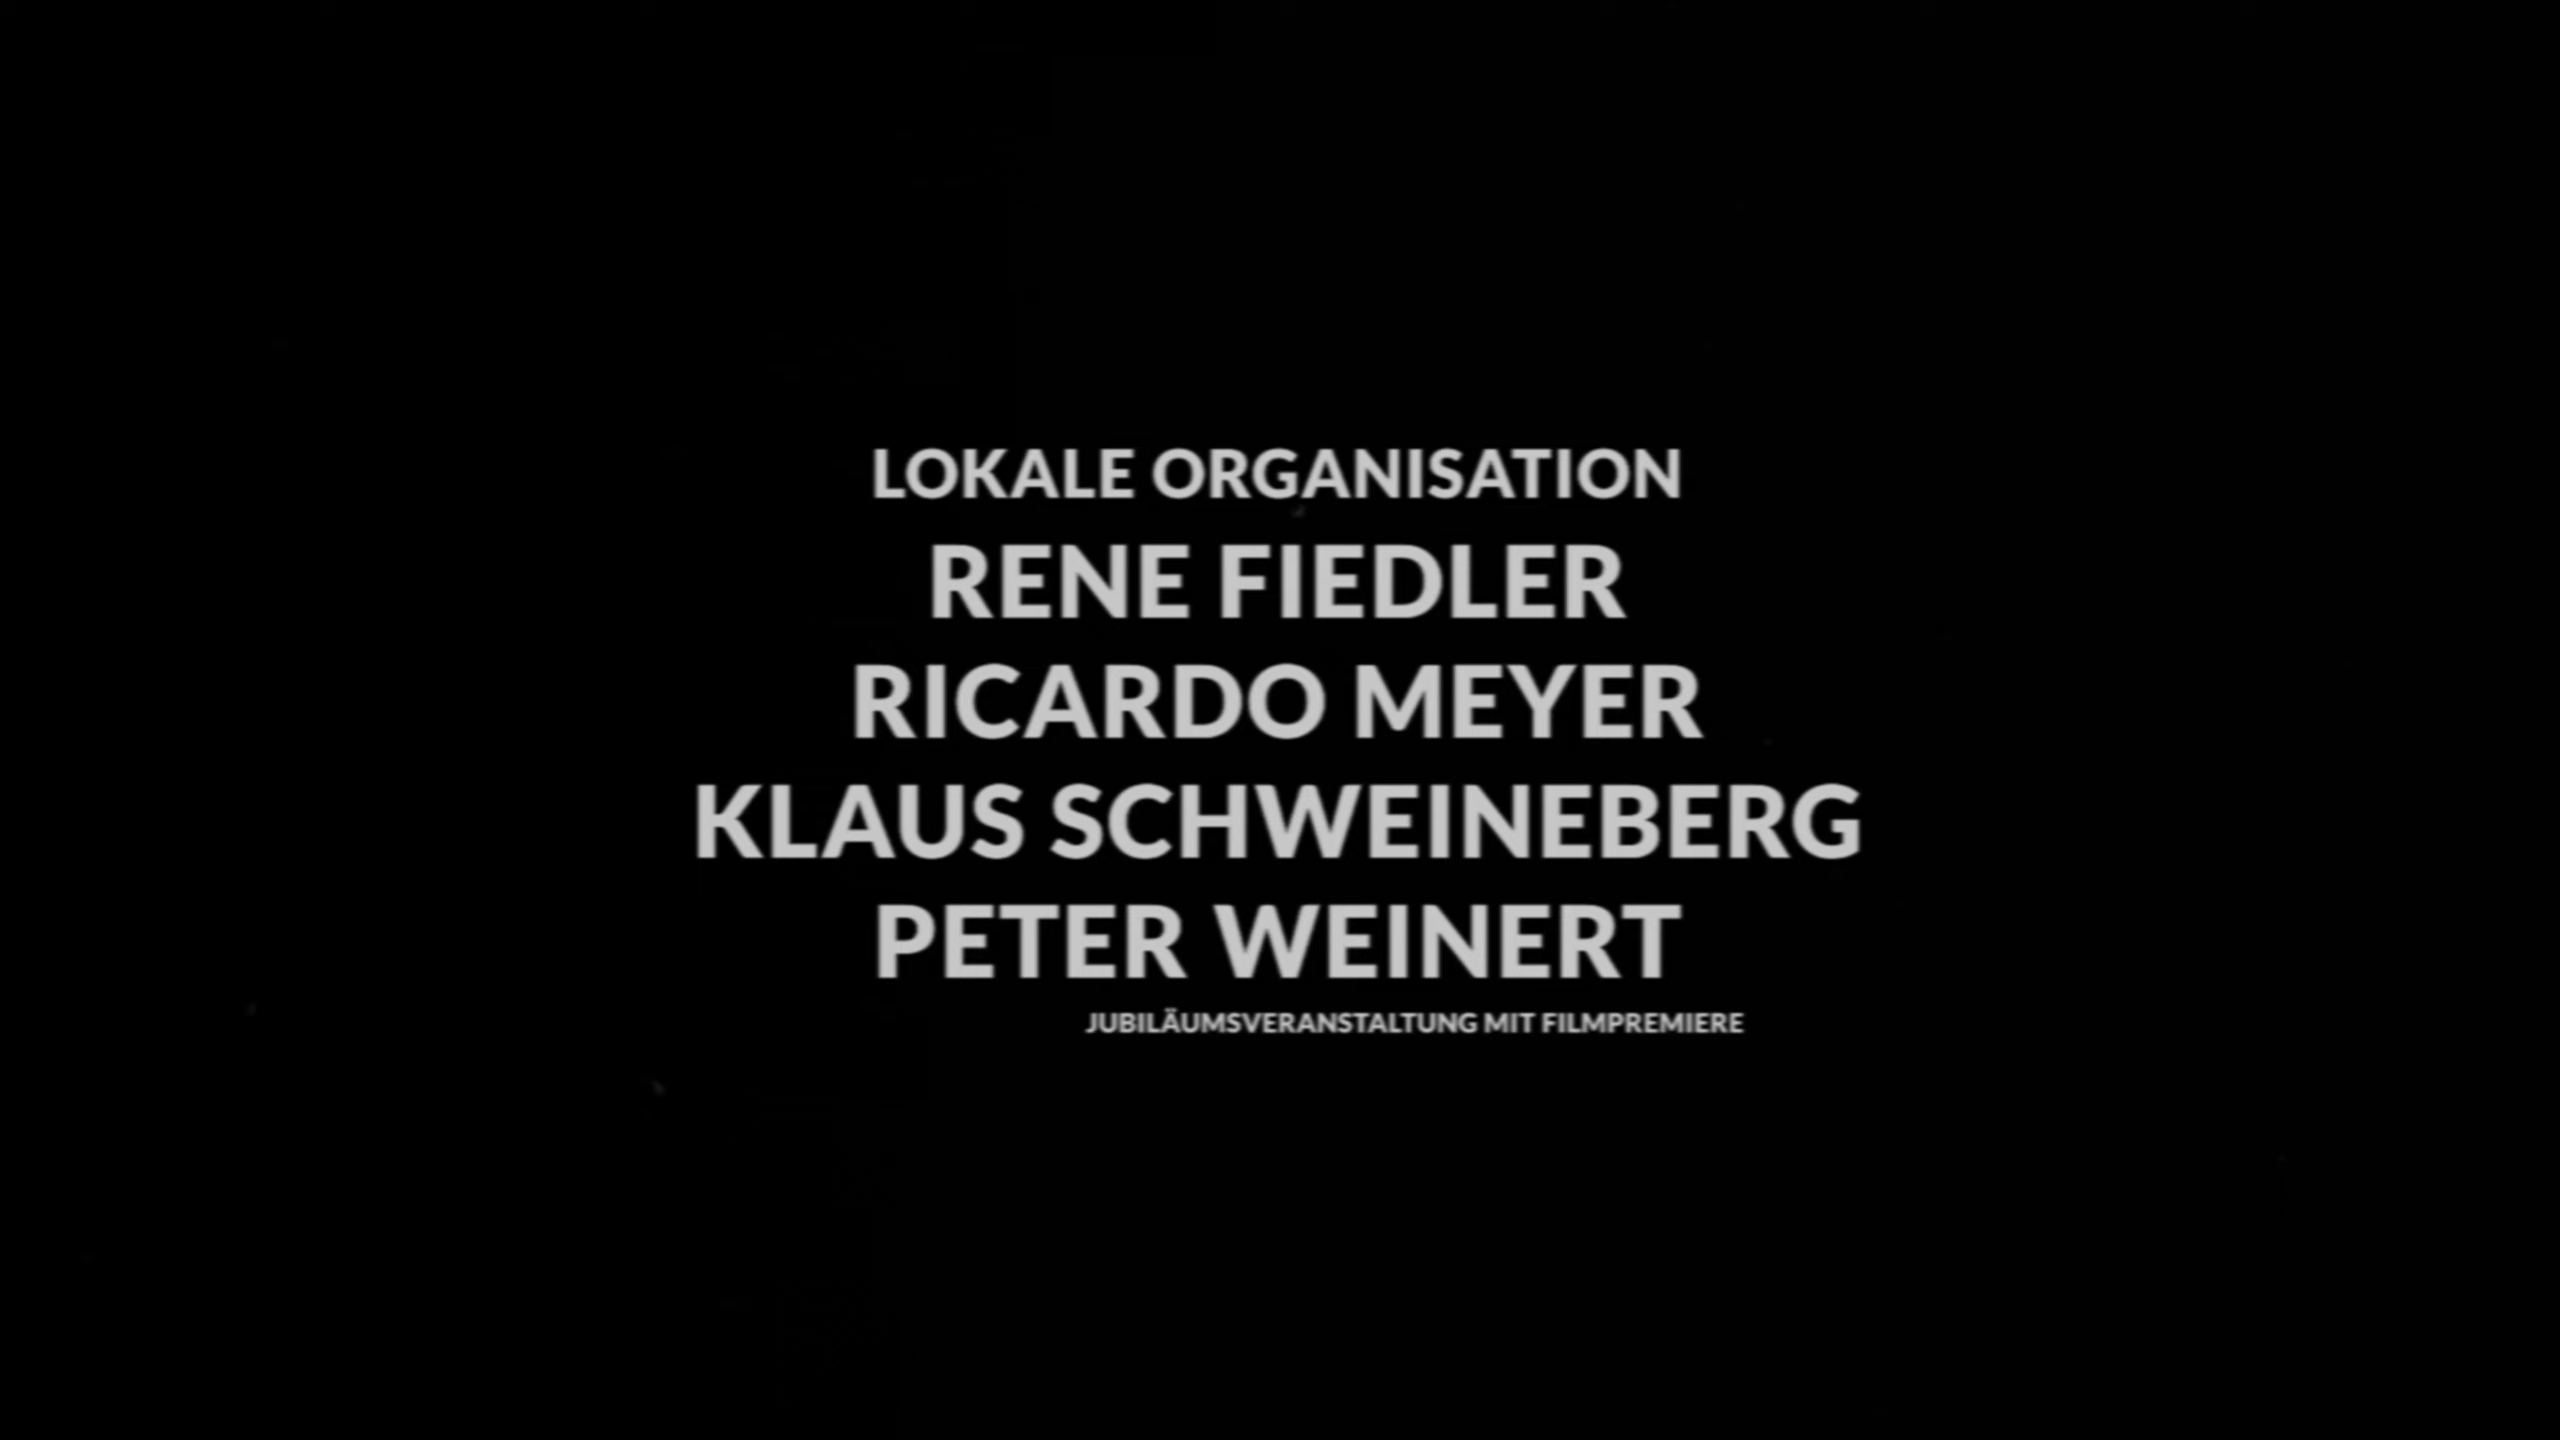 LOKALE ORGANISATION
RENE FIEDLER
RICARDO MEYER
KLAUS SCHWEINEBERG
PETER WEINERT
JUBILÄUMSVERANSTALTUNG MIT FILMPREMIERE